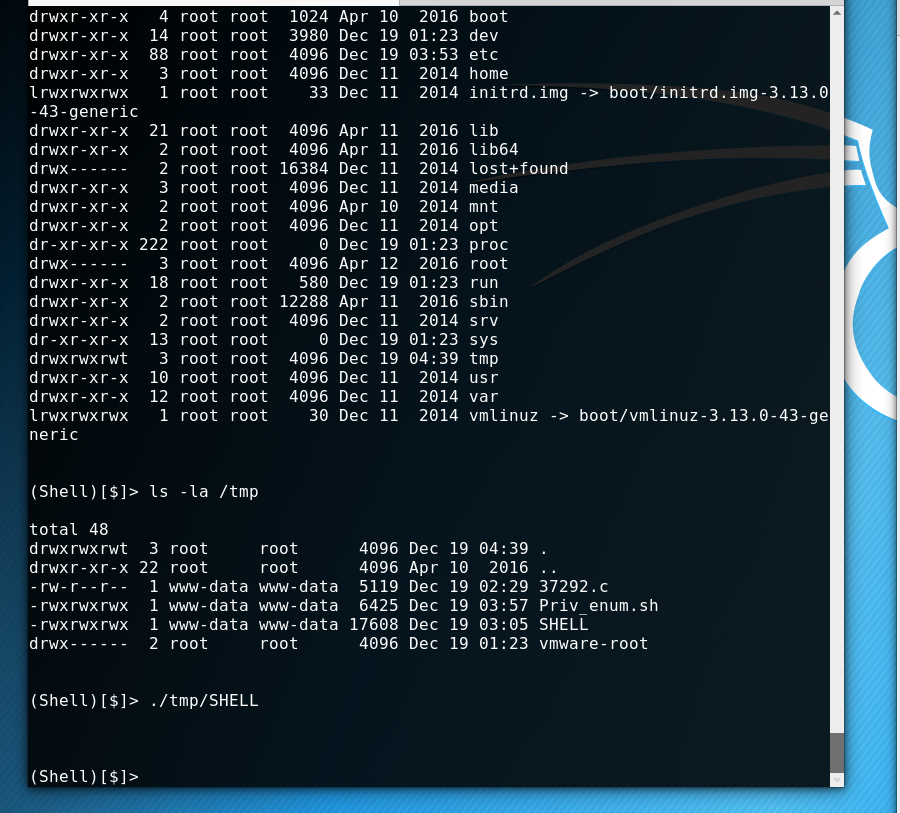 drwxr-xr-x   4 root root  1024 Apr 10  2016 boot
drwxr-xr-x  14 root root  3980 Dec 19 01:23 dev
drwxr-xr-x  88 root root  4096 Dec 19 03:53 etc
drwxr-xr-x   3 root root  4096 Dec 11  2014 home
lrwxrwxrwx   1 root root    33 Dec 11  2014 initrd.img -> boot/initrd.img-3.13.0
-43-generic
drwxr-xr-x  21 root root  4096 Apr 11  2016 lib
drwxr-xr-x   2 root root  4096 Apr 11  2016 lib64
drwx------   2 root root 16384 Dec 11  2014 lost+found
drwxr-xr-x   3 root root  4096 Dec 11  2014 media
drwxr-xr-x   2 root root  4096 Apr 10  2014 mnt
drwxr-xr-x   2 root root  4096 Dec 11  2014 opt
dr-xr-xr-x 222 root root     0 Dec 19 01:23 proc
drwx------   3 root root  4096 Apr 12  2016 root
drwxr-xr-x  18 root root   580 Dec 19 01:23 run
drwxr-xr-x   2 root root 12288 Apr 11  2016 sbin
drwxr-xr-x   2 root root  4096 Dec 11  2014 srv
dr-xr-xr-x  13 root root     0 Dec 19 01:23 sys
drwxrwxrwt   3 root root  4096 Dec 19 04:39 tmp
drwxr-xr-x  10 root root  4096 Dec 11  2014 usr
drwxr-xr-x  12 root root  4096 Dec 11  2014 var
lrwxrwxrwx   1 root root    30 Dec 11  2014 vmlinuz -> boot/vmlinuz-3.13.0-43-ge
neric
(Shell)[$]> ls -la /tmp
total 48
drwxrwxrwt  3 root     root      4096 Dec 19 04:39 .
drwxr-xr-x 22 root     root      4096 Apr 10  2016 ..
-rw-r--r--  1 www-data www-data  5119 Dec 19 02:29 37292.c
-rwxrwxrwx  1 www-data www-data  6425 Dec 19 03:57 Priv_enum.sh
-rwxrwxrwx  1 www-data www-data 17608 Dec 19 03:05 SHELL
drwx------  2 root     root      4096 Dec 19 01:23 vmware-root
(Shell)[$]> ./tmp/SHELL
(Shell)[$]>